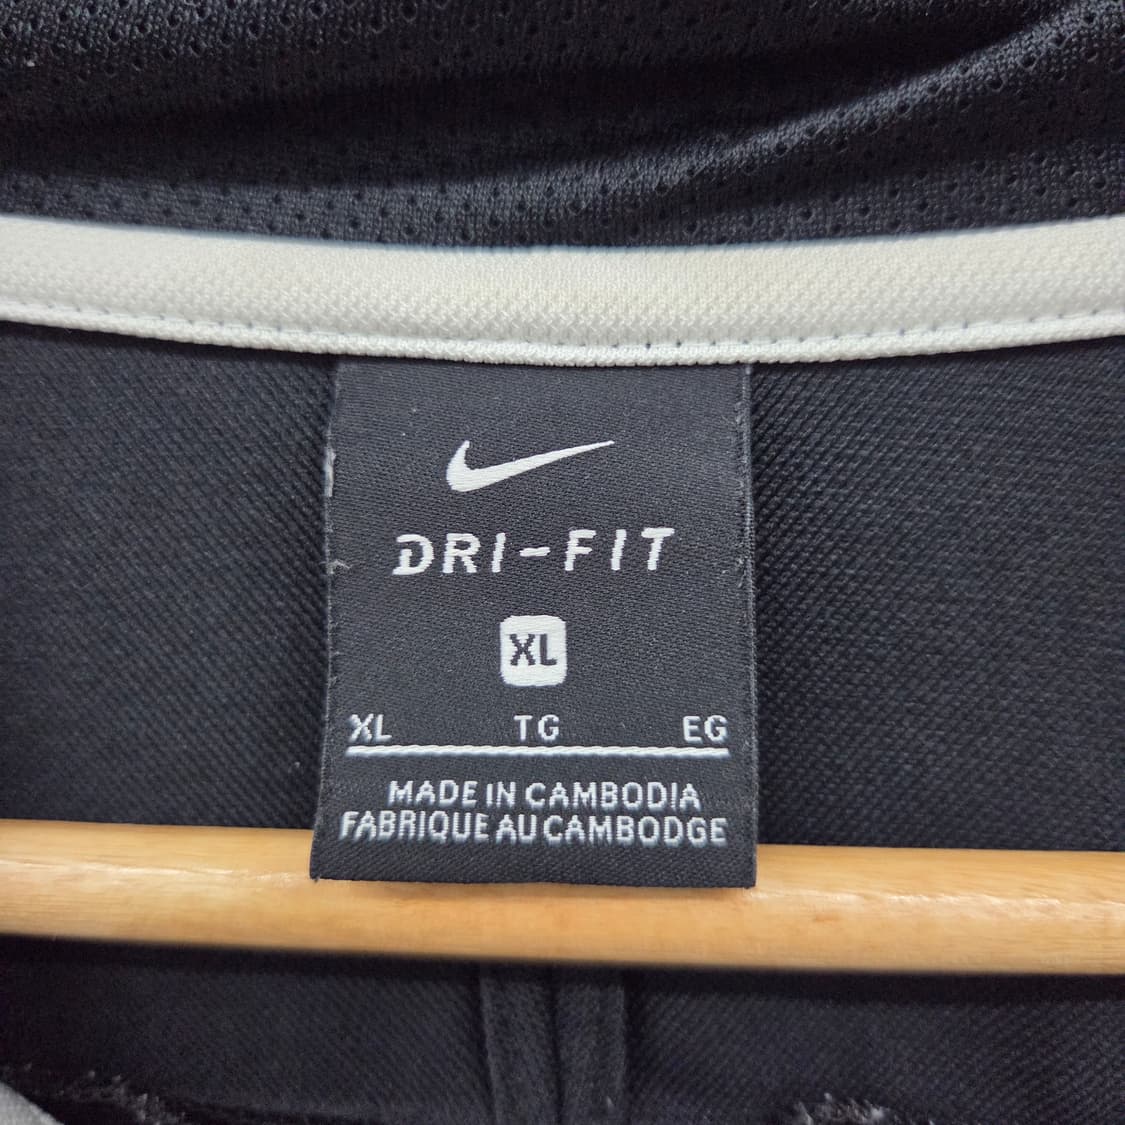 DRI-FIT
XL
XL TG EG
MADE IN CAMBODIA
FABRIQUE AU CAMBODGE